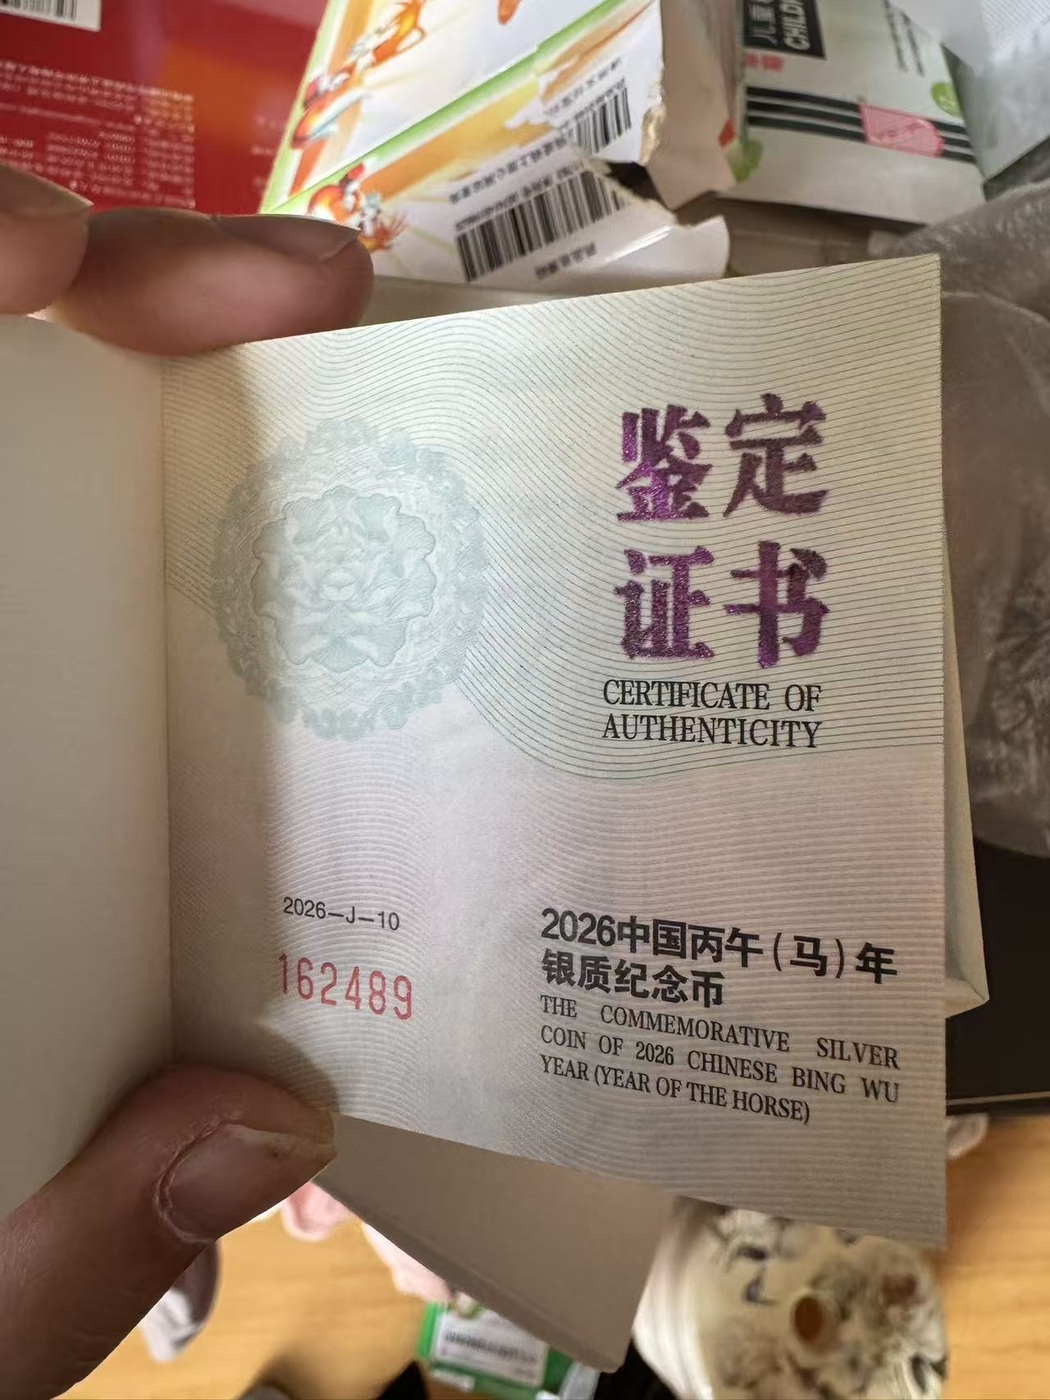 CHILD
鉴定
证书
CERTIFICATE OF
AUTHENTICITY
2026-J-10
162489
2026中国丙午(马)年
银质纪念币
THE COMMEMORATIVE SILVER
COIN OF 2026 CHINESE BING WU
YEAR (YEAR OF THE HORSE)